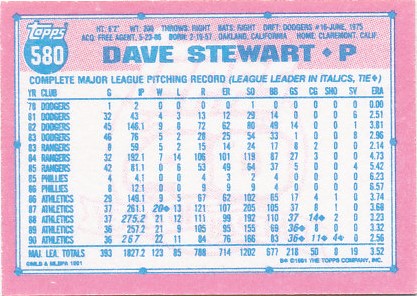 topps
580
HT: 6'2" WT: 200 THROWS: RIGHT BATS: RIGHT DRAFT: DODGERS #16-JUNE, 1975
ACQ: FREE AGENT, 5-23-86 BORN: 2-19-57, OAKLAND, CALIFORNIA HOME: CLAREMONT, CALIF.
DAVE STEWART ♦ P
COMPLETE MAJOR LEAGUE PITCHING RECORD (LEAGUE LEADER IN ITALICS, TIE♦)
YR CLUB G IP W L R ER SO BB GS CG SHO SV ERA
78 DODGERS 1 2 0 0 0 0 1 0 0 0 0 0 0.00
81 DODGERS 32 43 4 3 13 12 29 14 0 0 0 6 2.51
82 DODGERS 45 146.1 9 8 72 62 80 49 14 0 0 1 3.81
83 DODGERS 46 76 5 2 28 25 54 33 1 0 0 8 2.96
83 RANGERS 8 59 5 2 15 14 24 17 8 2 0 0 2.14
84 RANGERS 32 192.1 7 14 106 101 119 87 27 3 0 0 4.73
85 RANGERS 42 81.1 0 6 53 49 64 37 5 0 0 4 5.42
85 PHILLIES 4 4.1 0 0 4 3 2 4 0 0 0 0 6.23
86 PHILLIES 8 12.1 0 0 9 9 9 4 0 0 0 0 6.57
86 ATHLETICS 29 149.1 9 5 67 62 102 65 17 4 1 0 3.74
87 ATHLETICS 37 261.1 20♦ 13 121 107 205 105 37 8 1 0 3.68
88 ATHLETICS 37 275.2 21 12 111 99 192 110 37 14♦ 2 0 3.23
89 ATHLETICS 36 257.2 21 9 105 95 155 69 36♦ 8 0 0 3.32
90 ATHLETICS 36 267 22 11 84 76 166 83 36♦ 11♦ 4♦ 0 2.56
MAJ. LEA. TOTALS 393 1827.2 123 85 788 714 1202 677 218 50 8 19 3.52
©MLB & MLBPA 1991 B4 ©1991 THE TOPPS COMPANY, INC.